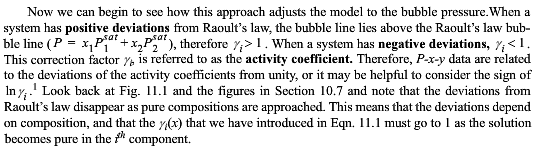 Now we can begin to see how this approach adjusts the model to the bubble pressure.When a
system has positive deviations from Raoult's law, the bubble line lies above the Raoult's law bub-
ble line (P = x₁P₁ˢᵃᵗ + x₂P₂ˢᵃᵗ), therefore γᵢ > 1. When a system has negative deviations, γᵢ < 1.
This correction factor γᵢ, is referred to as the activity coefficient. Therefore, P-x-y data are related
to the deviations of the activity coefficients from unity, or it may be helpful to consider the sign of
lnγᵢ.¹ Look back at Fig. 11.1 and the figures in Section 10.7 and note that the deviations from
Raoult's law disappear as pure compositions are approached. This means that the deviations depend
on composition, and that the γᵢ(x) that we have introduced in Eqn. 11.1 must go to 1 as the solution
becomes pure in the iᵗʰ component.